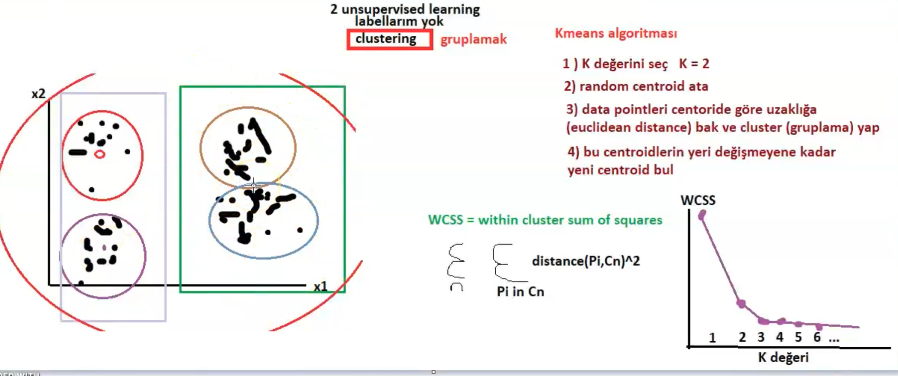 2 unsupervised learning
labellarım yok
clustering
gruplamak
x2
x1
Kmeans algoritması
1 ) K değerini seç K = 2
2) random centroid ata
3) data pointleri centoride göre uzaklığa
(euclidean distance) bak ve cluster (gruplama) yap
4) bu centroidlerin yeri değişmeyene kadar
yeni centroid bul
WCSS = within cluster sum of squares
Σ Σ distance(Pi,Cn)^2
n Pi in Cn
WCSS
1 2 3 4 5 6 ...
K değeri